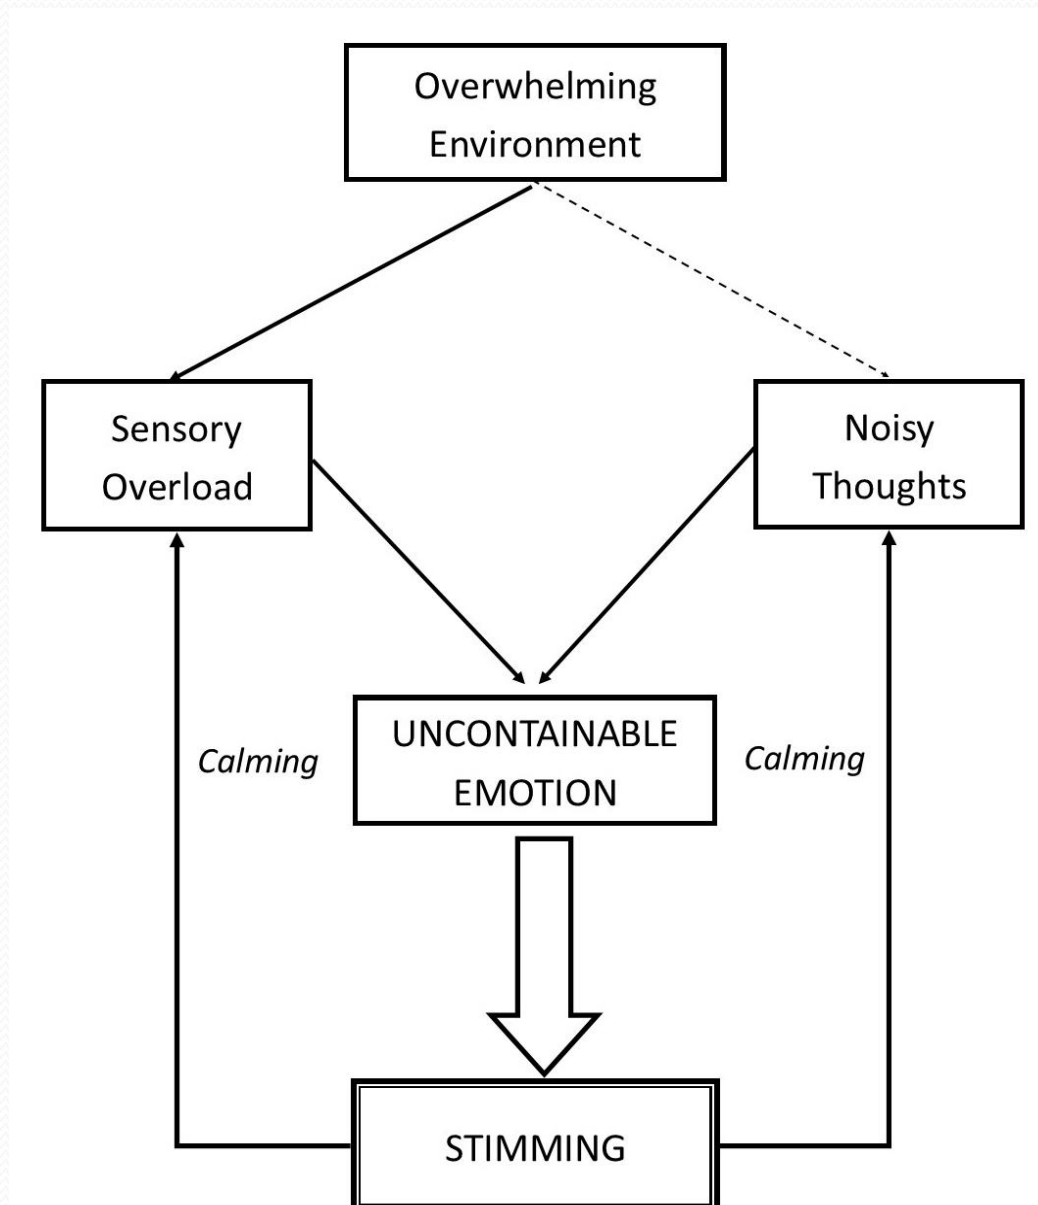 Overwhelming
Environment
Sensory
Overload
Noisy
Thoughts
UNCONTAINABLE
EMOTION
Calming
Calming
STIMMING